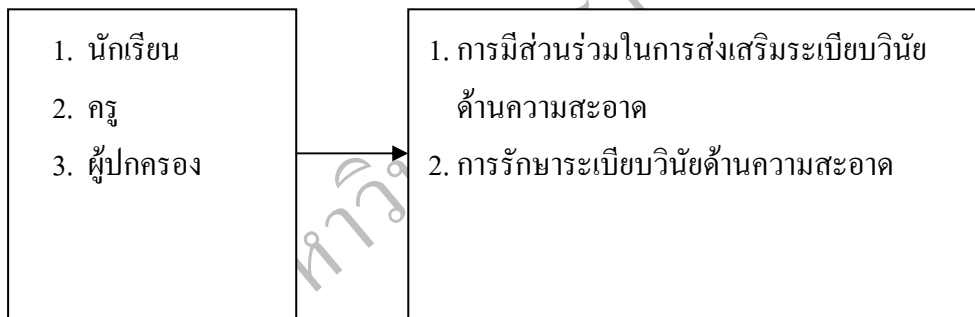 1. นักเรียน
2. ครู
3. ผู้ปกครอง
1. การมีส่วนร่วมในการส่งเสริมระเบียบวินัย
ด้านความสะอาด
2. การรักษาระเบียบวินัยด้านความสะอาด